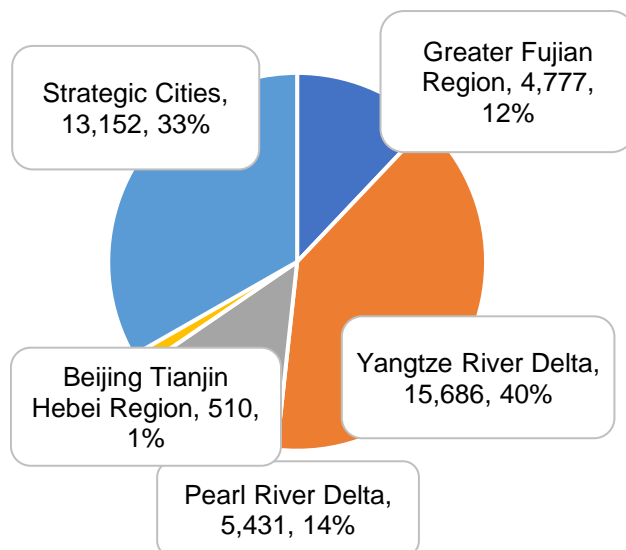 Greater Fujian
Region, 4,777,
12%
Strategic Cities,
13,152, 33%
Yangtze River Delta,
15,686, 40%
Beijing Tianjin
Hebei Region, 510,
1%
Pearl River Delta,
5,431, 14%